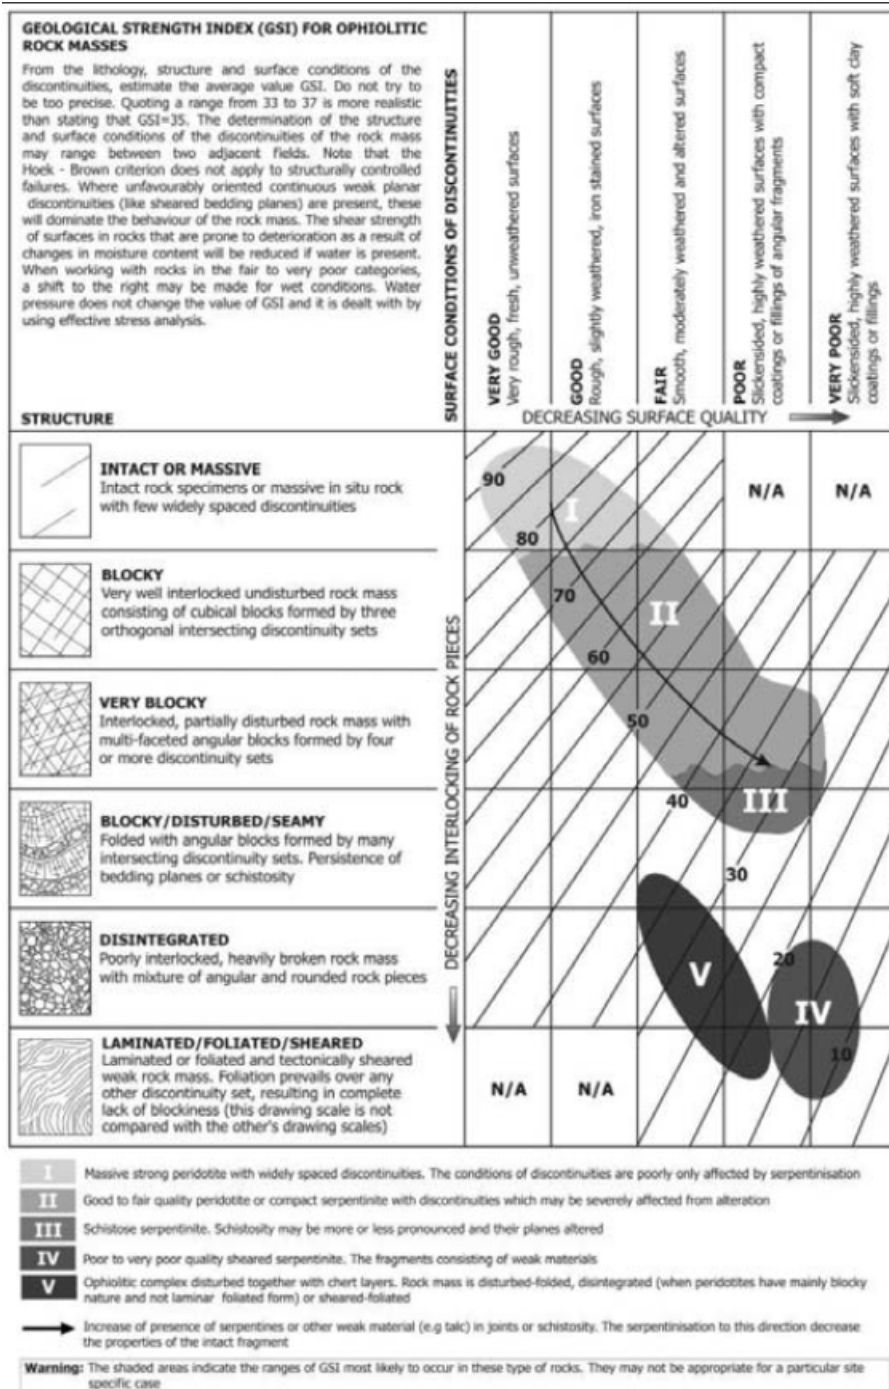 GEOLOGICAL STRENGTH INDEX (GSI) FOR OPHIOLITIC
ROCK MASSES
From the lithology, structure and surface conditions of the
discontinuities, estimate the average value GSI. Do not try to
be too precise. Quoting a range from 33 to 37 is more realistic
than stating that GSI=35. The determination of the structure
and surface conditions of the discontinuities of the rock mass
may range between two adjacent fields. Note that the
Hoek - Brown criterion does not apply to structurally controlled
failures. Where unfavourably oriented continuous weak planar
discontinuities (like sheared bedding planes) are present, these
will dominate the behaviour of the rock mass. The shear strength
of surfaces in rocks that are prone to deterioration as a result of
changes in moisture content will be reduced if water is present.
When working with rocks in the fair to very poor categories,
a shift to the right may be made for wet conditions. Water
pressure does not change the value of GSI and it is dealt with by
using effective stress analysis.
STRUCTURE
SURFACE CONDITIONS OF DISCONTINUITIES
VERY GOOD
Very rough, fresh, unweathered surfaces
GOOD
Rough, slightly weathered, iron stained surfaces
FAIR
Smooth, moderately weathered and altered surfaces
POOR
Slickensided, highly weathered surfaces with compact
coatings or fillings of angular fragments
VERY POOR
Slickensided, highly weathered surfaces with soft clay
coatings or fillings
DECREASING SURFACE QUALITY
INTACT OR MASSIVE
Intact rock specimens or massive in situ rock
with few widely spaced discontinuities
BLOCKY
Very well interlocked undisturbed rock mass
consisting of cubical blocks formed by three
orthogonal intersecting discontinuity sets
VERY BLOCKY
Interlocked, partially disturbed rock mass with
multi-faceted angular blocks formed by four
or more discontinuity sets
BLOCKY/DISTURBED/SEAMY
Folded with angular blocks formed by many
intersecting discontinuity sets. Persistence of
bedding planes or schistosity
DISINTEGRATED
Poorly interlocked, heavily broken rock mass
with mixture of angular and rounded rock pieces
LAMINATED/FOLIATED/SHEARED
Laminated or foliated and tectonically sheared
weak rock mass. Foliation prevails over any
other discontinuity set, resulting in complete
lack of blockiness (this drawing scale is not
compared with the other's drawing scales)
DECREASING INTERLOCKING OF ROCK PIECES
90
I
N/A
N/A
80
70
II
60
50
40
III
30
V
20
IV
10
N/A
N/A
I Massive strong peridotite with widely spaced discontinuities. The conditions of discontinuities are poorly only affected by serpentinisation
II Good to fair quality peridotite or compact serpentinite with discontinuities which may be severely affected from alteration
III Schistose serpentinite. Schistosity may be more or less pronounced and their planes altered
IV Poor to very poor quality sheared serpentinite. The fragments consisting of weak materials
V Ophiolitic complex disturbed together with chert layers. Rock mass is disturbed-folded, disintegrated (when peridotites have mainly blocky
nature and not laminar foliated form) or sheared-foliated
Increase of presence of serpentines or other weak material (e.g talc) in joints or schistosity. The serpentinisation to this direction decrease
the properties of the intact fragment
Warning: The shaded areas indicate the ranges of GSI most likely to occur in these type of rocks. They may not be appropriate for a particular site
specific case